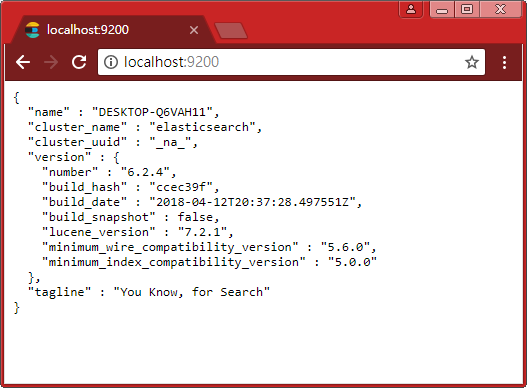 localhost:9200
localhost:9200
{
  "name" : "DESKTOP-Q6VAH11",
  "cluster_name" : "elasticsearch",
  "cluster_uuid" : "_na_",
  "version" : {
    "number" : "6.2.4",
    "build_hash" : "ccec39f",
    "build_date" : "2018-04-12T20:37:28.497551Z",
    "build_snapshot" : false,
    "lucene_version" : "7.2.1",
    "minimum_wire_compatibility_version" : "5.6.0",
    "minimum_index_compatibility_version" : "5.0.0"
  },
  "tagline" : "You Know, for Search"
}